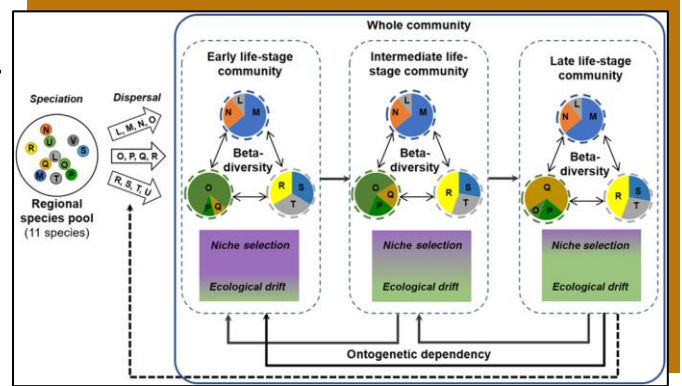 Whole community
Early life-stage
community
Intermediate life-
stage community
Late life-stage
community
Speciation
Dispersal
N
U
V
R
S
L
Q
O
M
T
P
Regional
species pool
(11 species)
L, M, N, O
O, P, Q, R
R, S, T, U
L
N
M
Beta-
diversity
O
P
Q
R
S
T
Niche selection
Ecological drift
L
N
M
Beta-
diversity
O
Q
P
R
S
T
Niche selection
Ecological drift
L
N
M
Beta-
diversity
Q
O
P
R
S
T
Niche selection
Ecological drift
Ontogenetic dependency